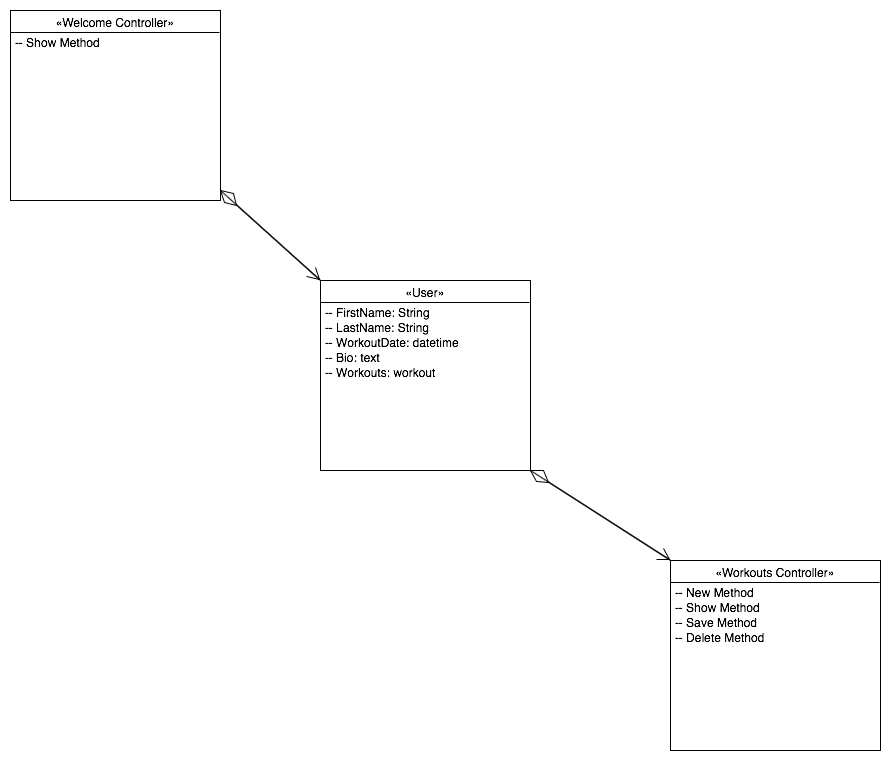 «Welcome Controller»
-- Show Method
«User»
-- FirstName: String
-- LastName: String
-- WorkoutDate: datetime
-- Bio: text
-- Workouts: workout
«Workouts Controller»
-- New Method
-- Show Method
-- Save Method
-- Delete Method